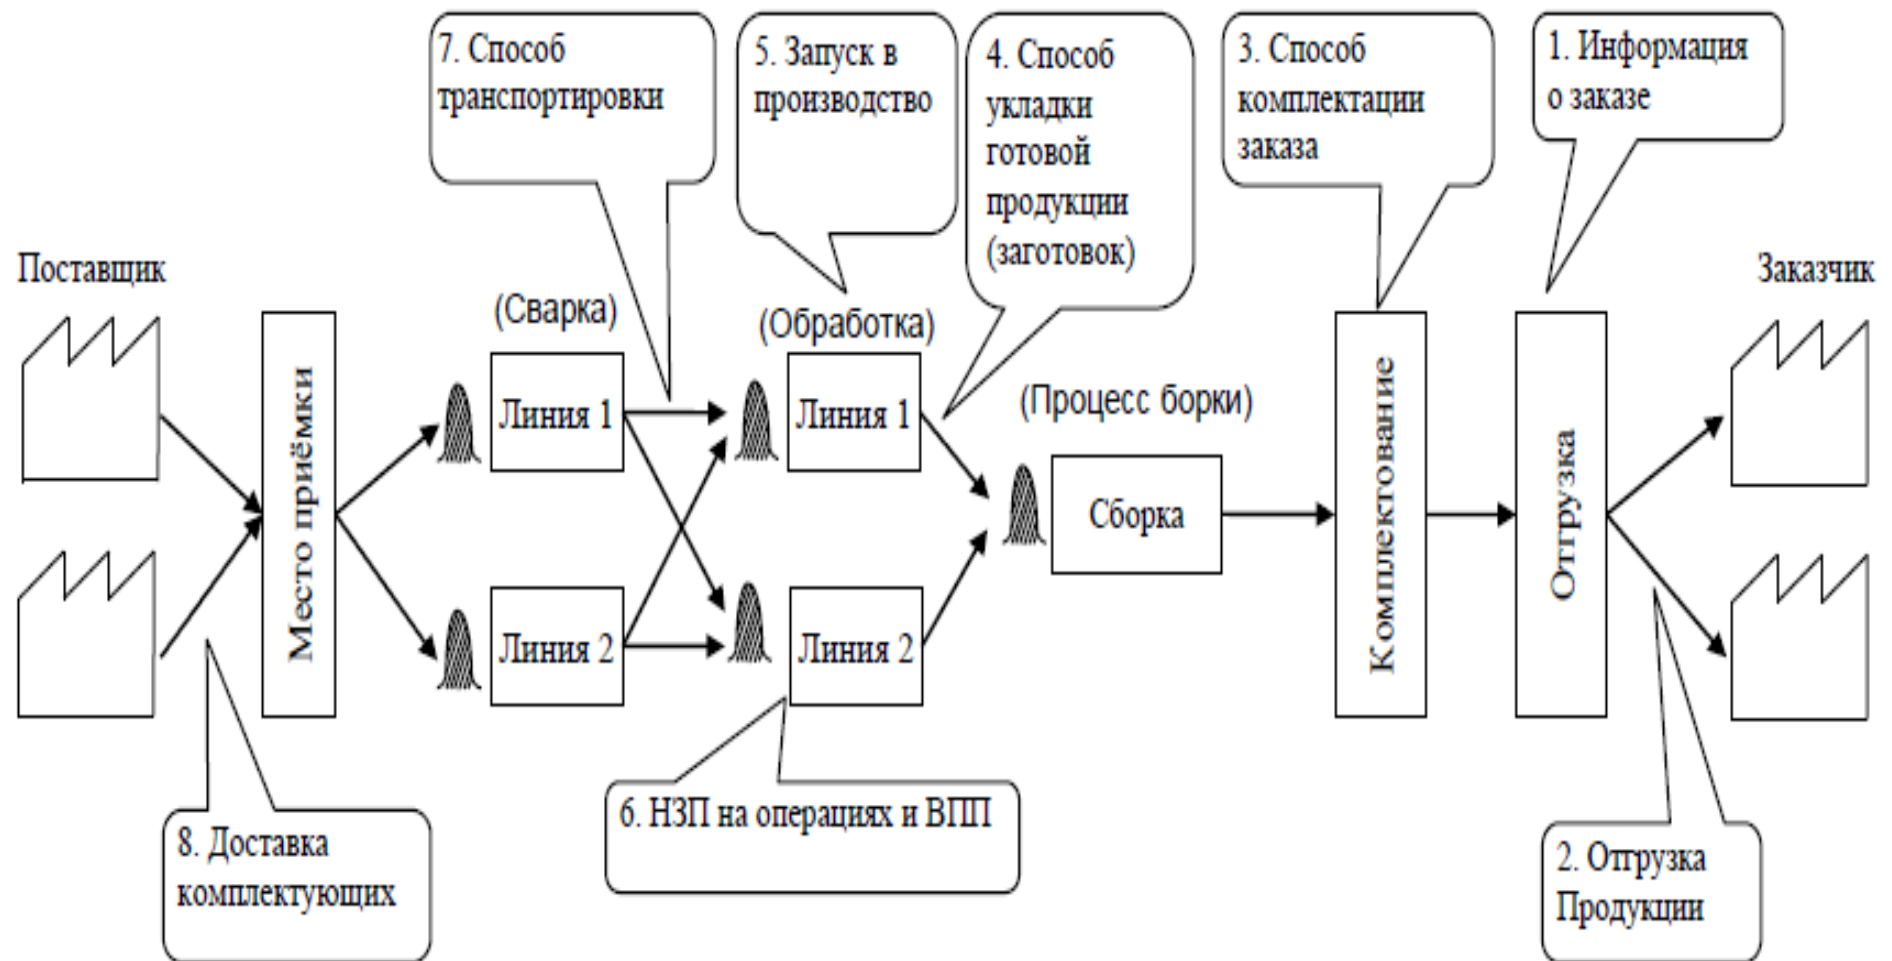 7. Способ
транспортировки
5. Запуск в
производство
4. Способ
укладки
готовой
продукции
(заготовок)
3. Способ
комплектации
заказа
1. Информация
о заказе
Поставщик
Заказчик
(Сварка)
(Обработка)
(Процесс борки)
Место приёмки
Линия 1
Линия 1
Сборка
Комплектование
Отгрузка
Линия 2
Линия 2
6. НЗП на операциях и ВПП
8. Доставка
комплектующих
2. Отгрузка
Продукции